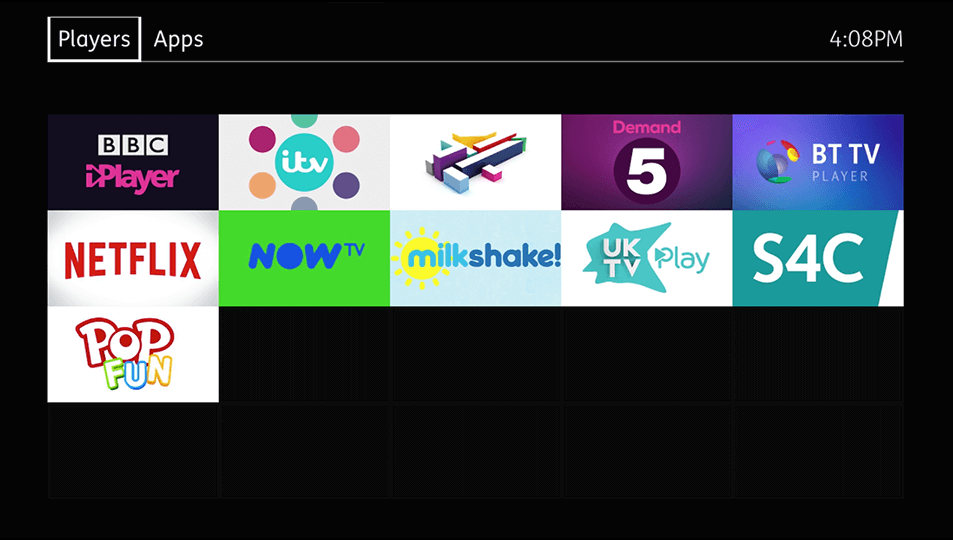 Players Apps 4:08PM
BBC
iPlayer
itv
Demand
5
BT TV
PLAYER
NETFLIX
NOW TV
milkshake!
UK
TV
Play
S4C
POP
FUN